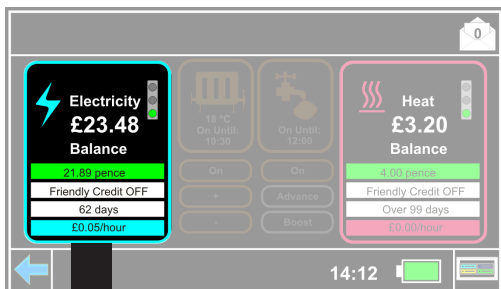 0
Electricity
£23.48
Balance
21.89 pence
Friendly Credit OFF
62 days
£0.05/hour
18 °C
On Until:
10:30
On
+
-
On Until:
12:00
On
Advance
Boost
Heat
£3.20
Balance
4.00 pence
Friendly Credit OFF
Over 99 days
£0.00/hour
14:12